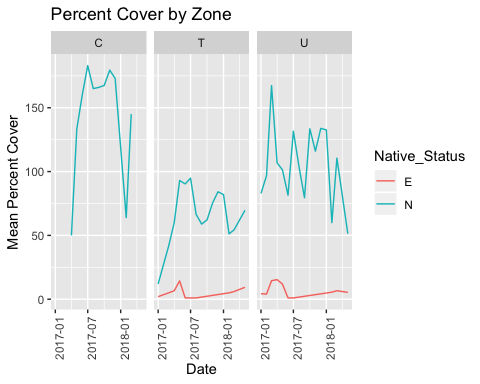 Percent Cover by Zone
C T U
Mean Percent Cover
150
100
50
0
2017-01 2017-07 2018-01 2017-01 2017-07 2018-01 2017-01 2017-07 2018-01
Date
Native_Status
E
N